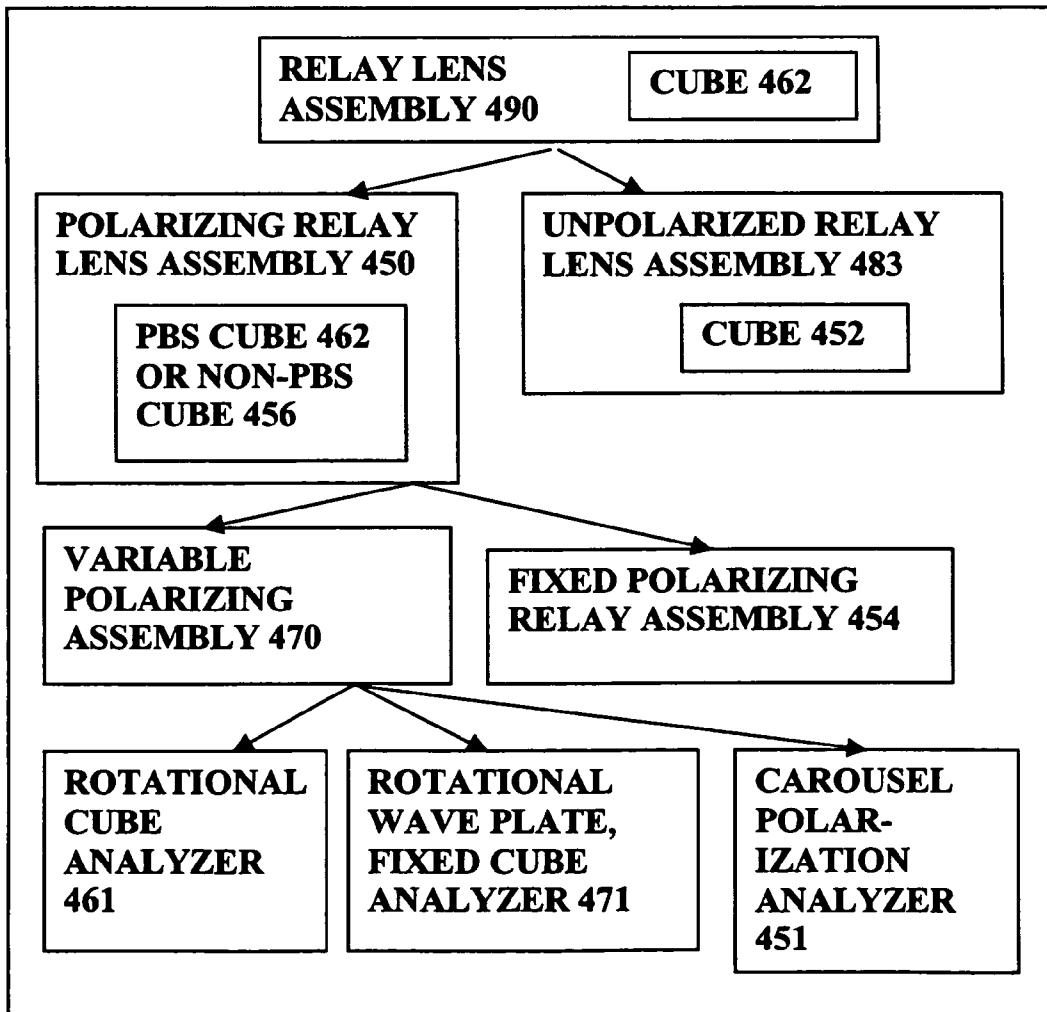 RELAY LENS
ASSEMBLY 490
CUBE 462
POLARIZING RELAY
LENS ASSEMBLY 450
PBS CUBE 462
OR NON-PBS
CUBE 456
UNPOLARIZED RELAY
LENS ASSEMBLY 483
CUBE 452
VARIABLE
POLARIZING
ASSEMBLY 470
FIXED POLARIZING
RELAY ASSEMBLY 454
ROTATIONAL
CUBE
ANALYZER
461
ROTATIONAL
WAVE PLATE,
FIXED CUBE
ANALYZER 471
CAROUSEL
POLAR-
IZATION
ANALYZER
451